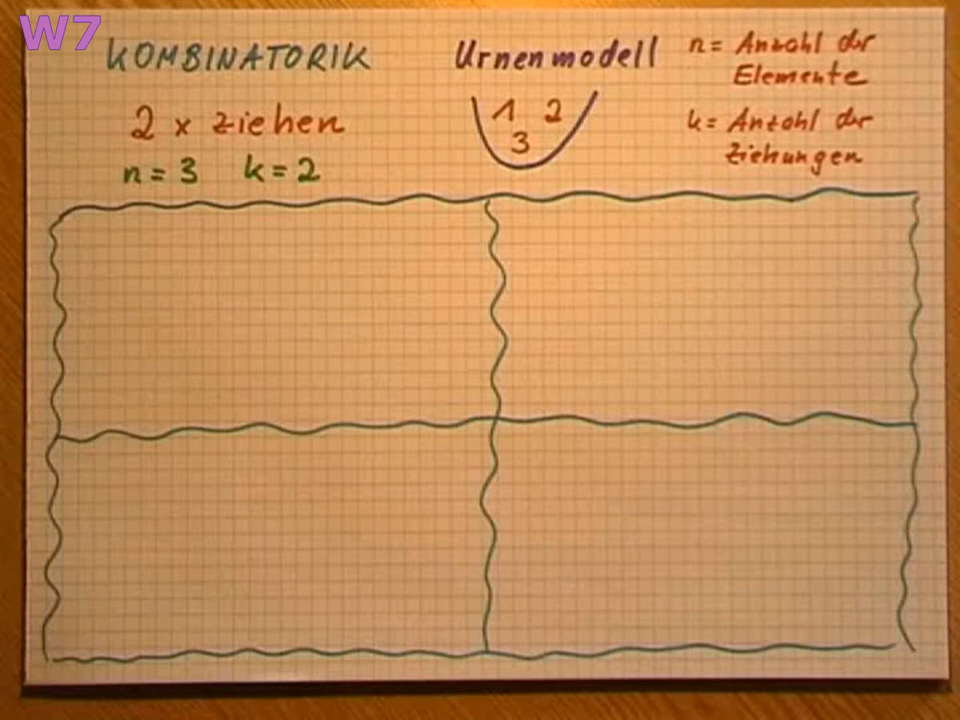 W7
KOMBINATORIK
2 x ziehen
n = 3 k = 2
Urnenmodell
1 2
3
n = Anzahl der
Elemente
k = Anzahl der
Ziehungen